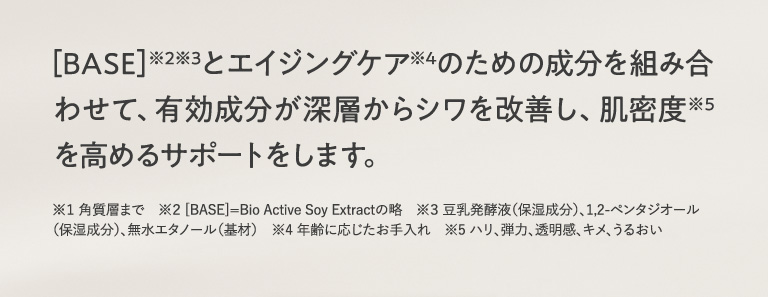 [BASE]※2※3とエイジングケア※4のための成分を組み合
わせて、有効成分が深層からシワを改善し、肌密度※5
を高めるサポートをします。
※1 角質層まで　※2 [BASE]=Bio Active Soy Extractの略　※3 豆乳発酵液（保湿成分）、1,2-ペンタジオール
（保湿成分）、無水エタノール（基材）　※4 年齢に応じたお手入れ　※5 ハリ、弾力、透明感、キメ、うるおい